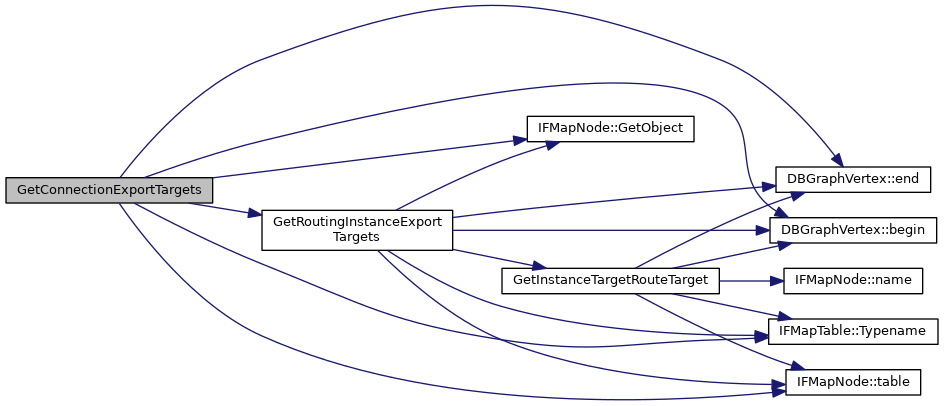 GetConnectionExportTargets
IFMapNode::GetObject
GetRoutingInstanceExport
Targets
GetInstanceTargetRouteTarget
DBGraphVertex::end
DBGraphVertex::begin
IFMapNode::name
IFMapTable::Typename
IFMapNode::table